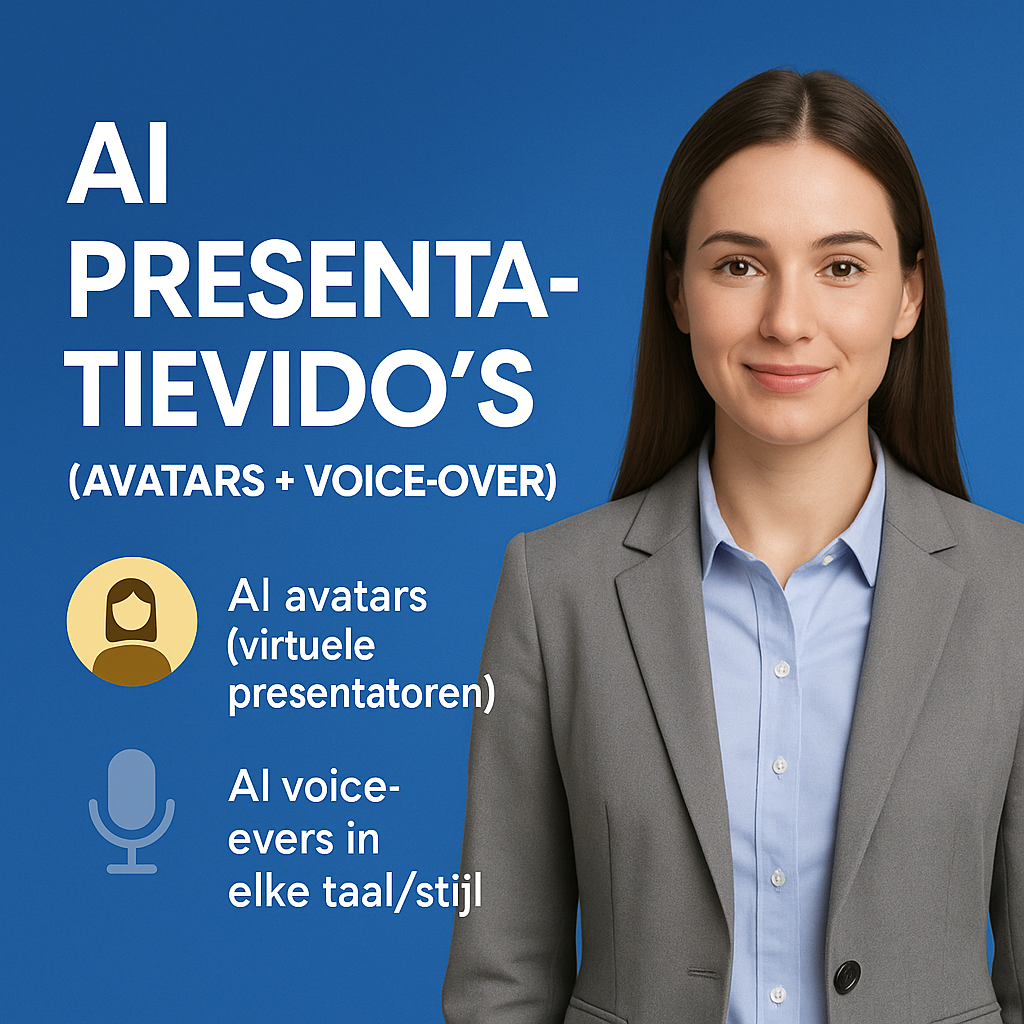 AI
PRESENTA-
TIEVIDO'S
(AVATARS + VOICE-OVER)
AI avatars
(virtuele
presentatoren)
AI voice-
evers in
elke taal/stijl